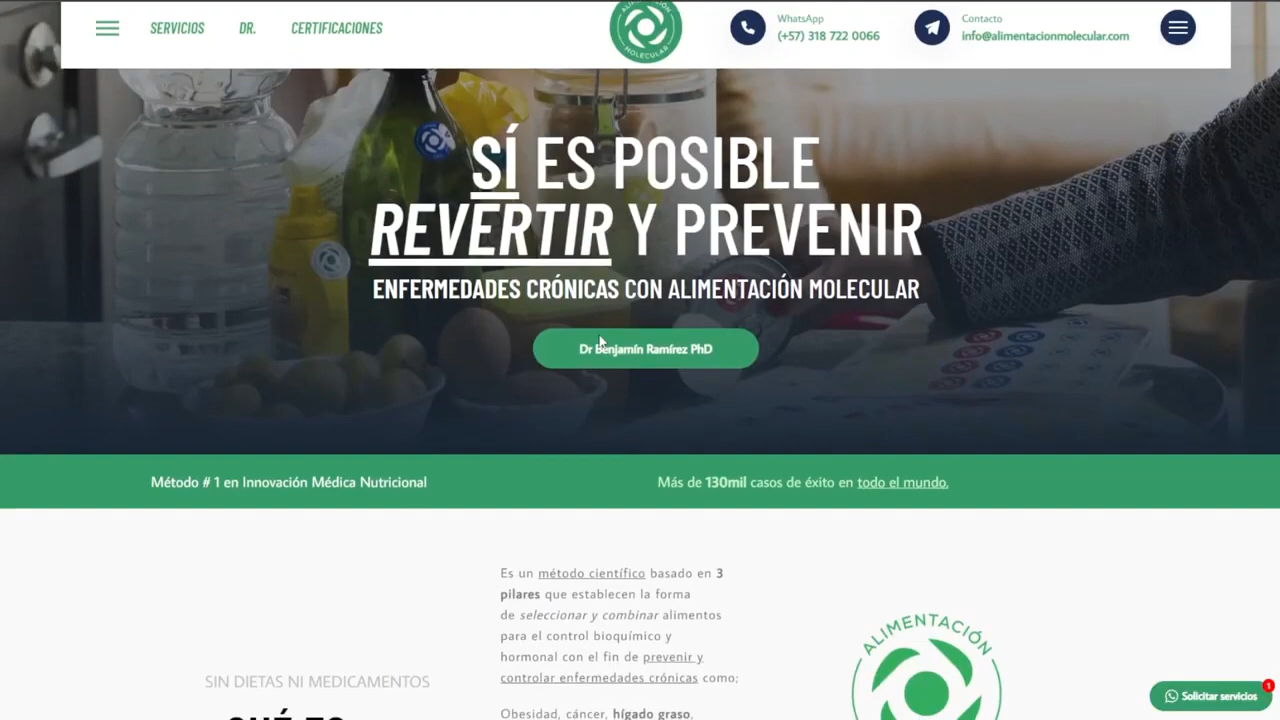 SERVICIOS
DR.
CERTIFICACIONES
MOLECULAR
WhatsApp
(+57) 318 722 0066
Contacto
info@alimentacionmolecular.com
SÍ ES POSIBLE
REVERTIR Y PREVENIR
ENFERMEDADES CRÓNICAS CON ALIMENTACIÓN MOLECULAR
Dr Benjamín Ramírez PhD
Método # 1 en Innovación Médica Nutricional
Más de 130mil casos de éxito en todo el mundo.
SIN DIETAS NI MEDICAMENTOS
QUÉ ES
Es un método científico basado en 3
pilares que establecen la forma
de seleccionar y combinar alimentos
para el control bioquímico y
hormonal con el fin de prevenir y
controlar enfermedades crónicas como;
Obesidad, cáncer, hígado graso,
ALIMENTACIÓN
Solicitar servicios
1